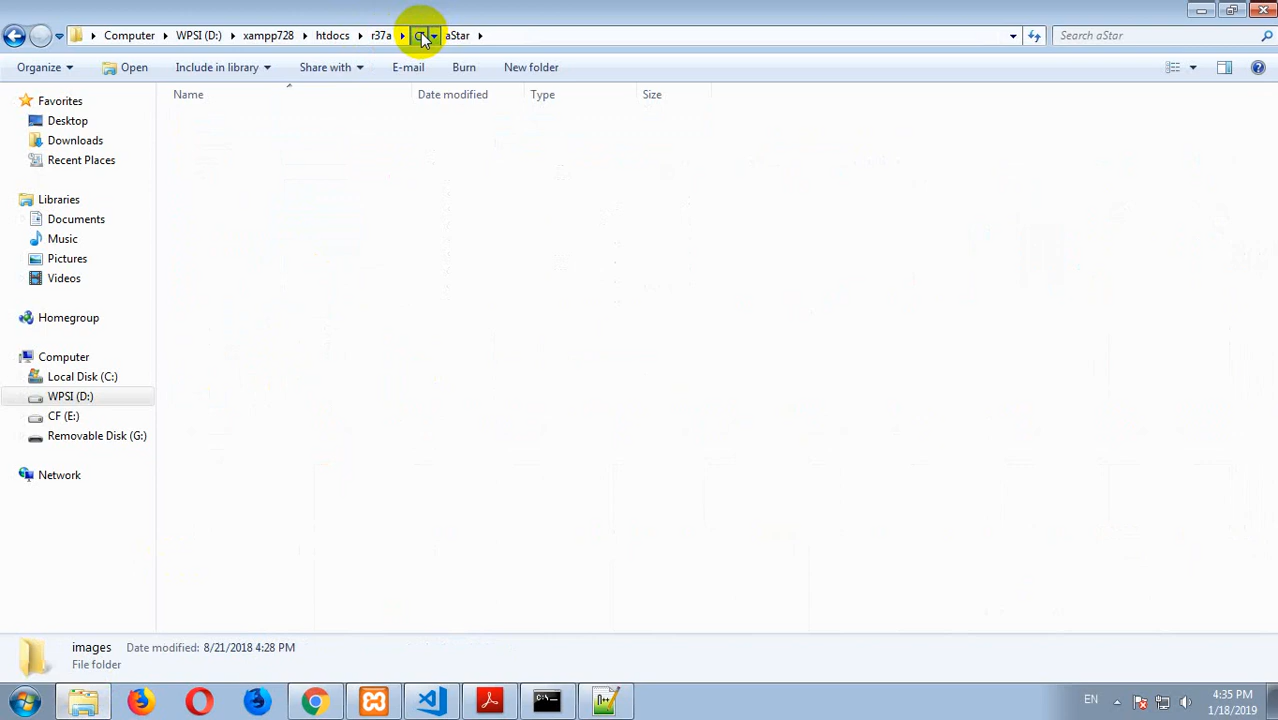 Computer WPSI (D:) xampp728 htdocs r37a aStar
Search aStar
Organize Open Include in library Share with E-mail Burn New folder
Name Date modified Type Size
Favorites
Desktop
Downloads
Recent Places
Libraries
Documents
Music
Pictures
Videos
Homegroup
Computer
Local Disk (C:)
WPSI (D:)
CF (E:)
Removable Disk (G:)
Network
images Date modified: 8/21/2018 4:28 PM
File folder
EN
4:35 PM
1/18/2019